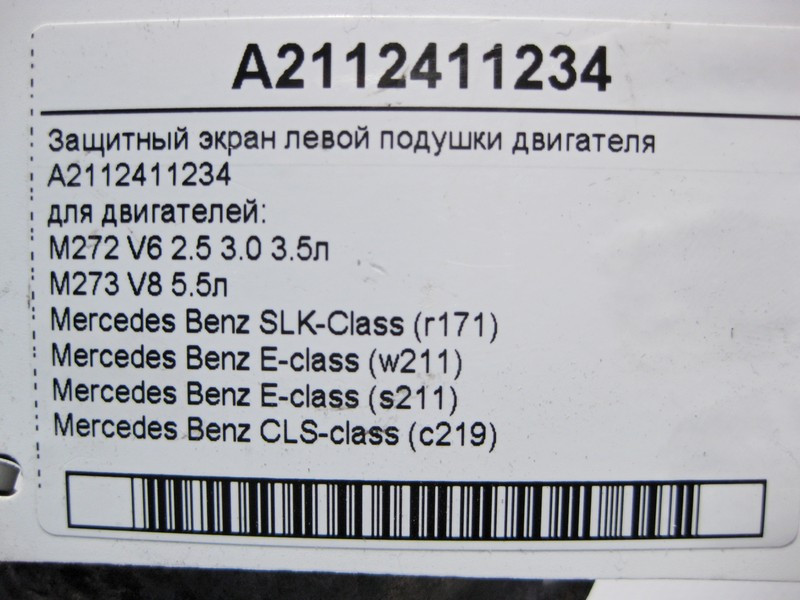 A2112411234
Защитный экран левой подушки двигателя
A2112411234
для двигателей:
M272 V6 2.5 3.0 3.5л
M273 V8 5.5л
Mercedes Benz SLK-Class (r171)
Mercedes Benz E-class (w211)
Mercedes Benz E-class (s211)
Mercedes Benz CLS-class (c219)